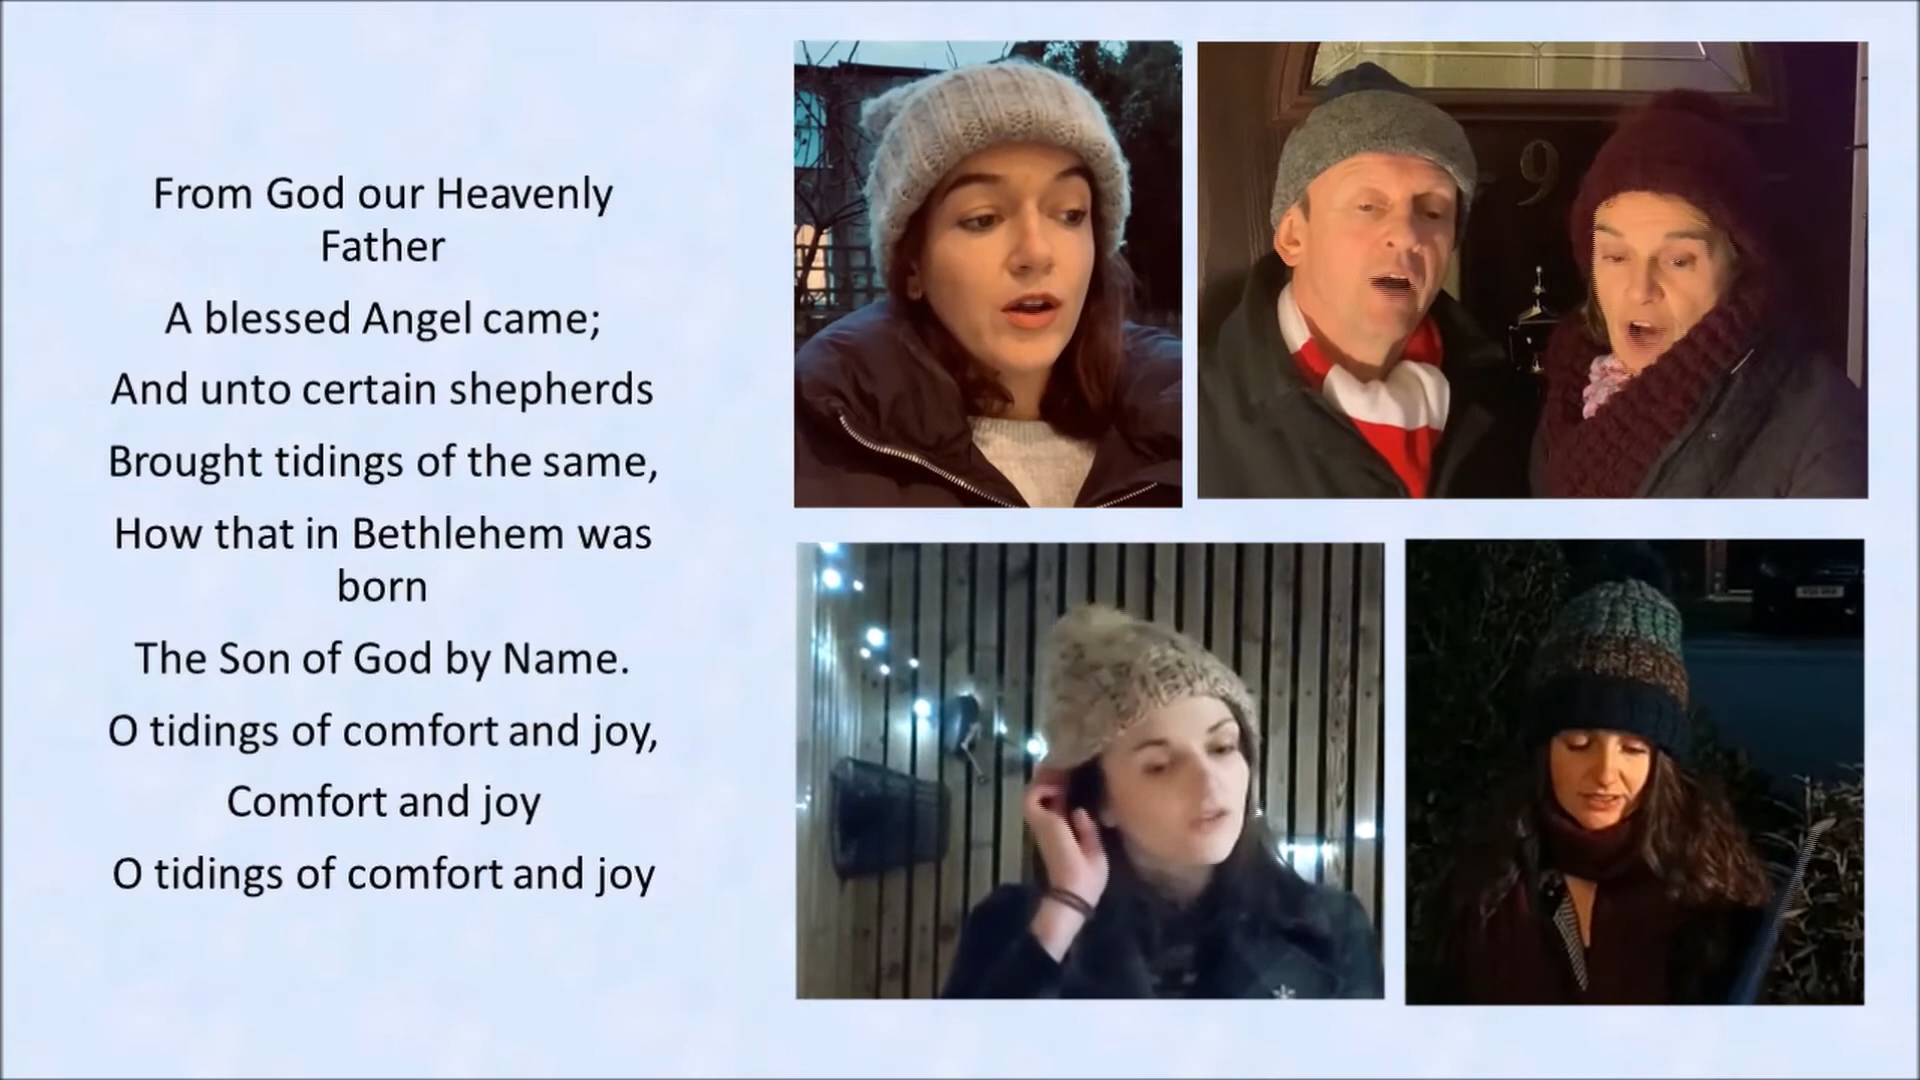 From God our Heavenly
Father
A blessed Angel came;
And unto certain shepherds
Brought tidings of the same,
How that in Bethlehem was
born
The Son of God by Name.
O tidings of comfort and joy,
Comfort and joy
O tidings of comfort and joy
9